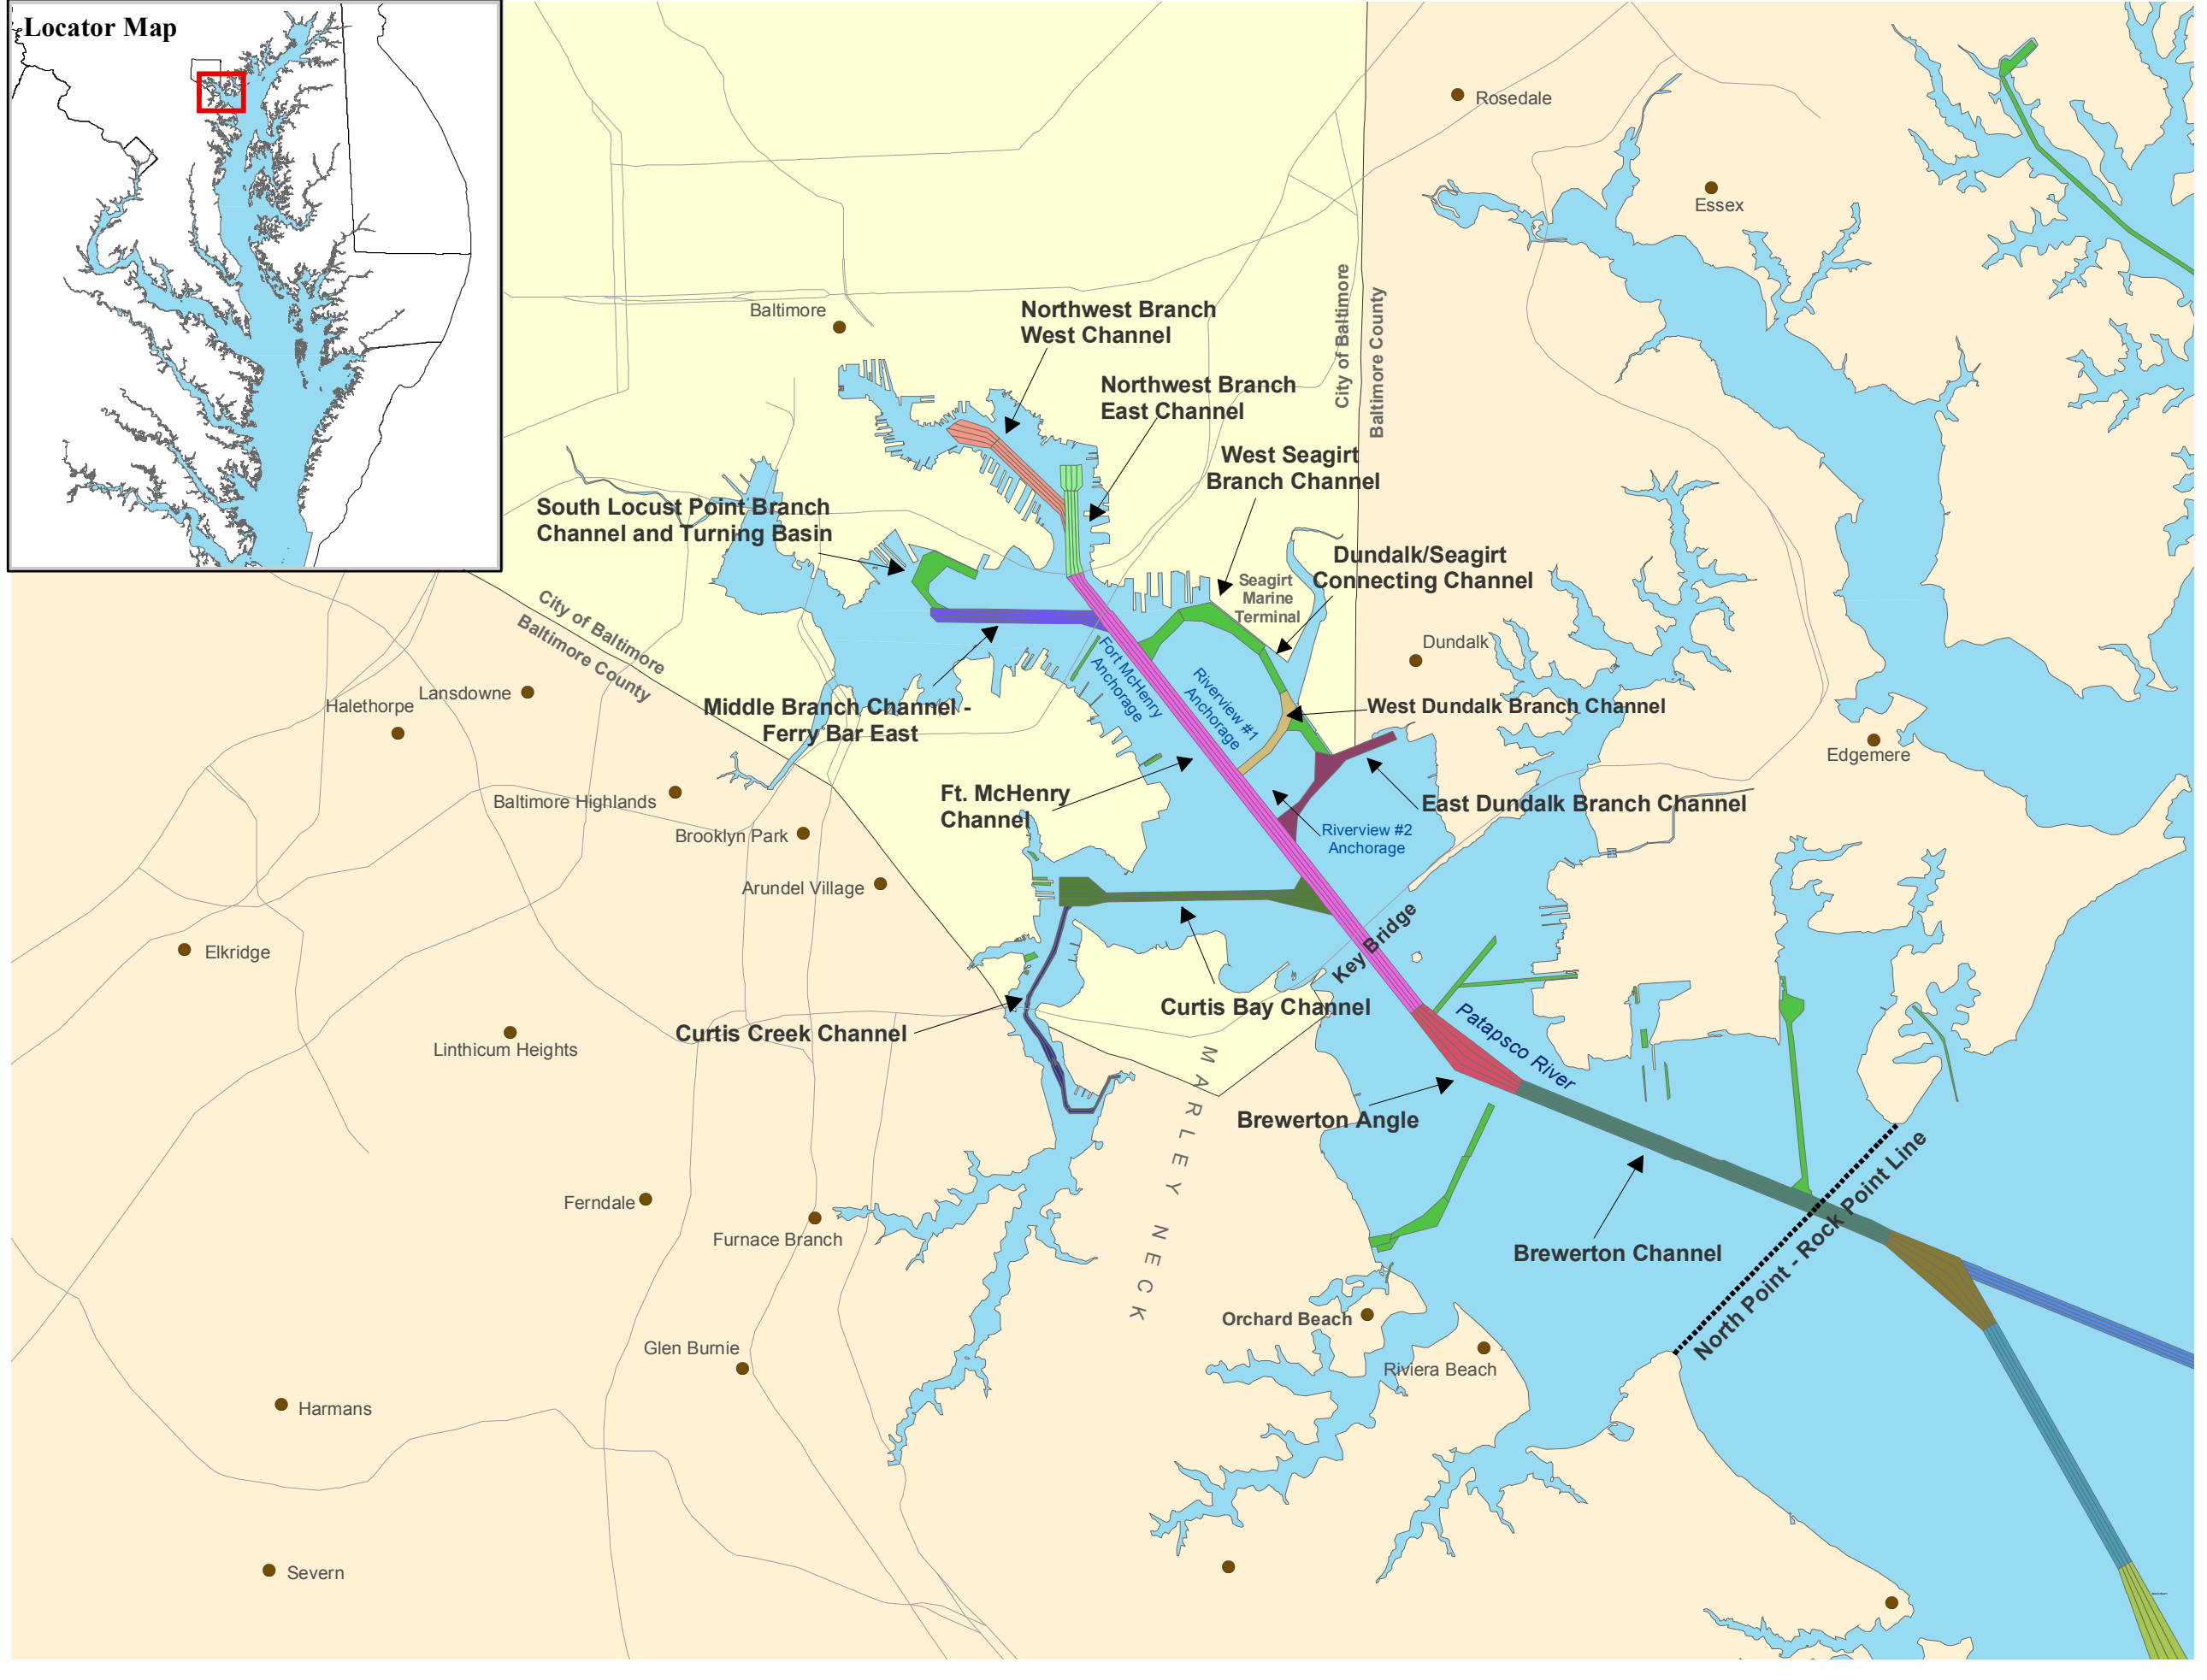 Locator Map
Rosedale
Essex
City of Baltimore
Baltimore County
Baltimore
Northwest Branch
West Channel
Northwest Branch
East Channel
West Seagirt
Branch Channel
South Locust Point Branch
Channel and Turning Basin
Dundalk/Seagirt
Connecting Channel
Seagirt
Marine
Terminal
City of Baltimore
Baltimore County
Dundalk
Fort McHenry
Anchorage
Riverview #1
Anchorage
Lansdowne
Halethorpe
Middle Branch Channel -
Ferry Bar East
West Dundalk Branch Channel
Edgemere
Ft. McHenry
Channel
East Dundalk Branch Channel
Baltimore Highlands
Brooklyn Park
Riverview #2
Anchorage
Arundel Village
Key Bridge
Elkridge
Curtis Bay Channel
Curtis Creek Channel
Patapsco River
Linthicum Heights
MARLEY NECK
Brewerton Angle
North Point - Rock Point Line
Ferndale
Furnace Branch
Brewerton Channel
Orchard Beach
Glen Burnie
Riviera Beach
Harmans
Severn